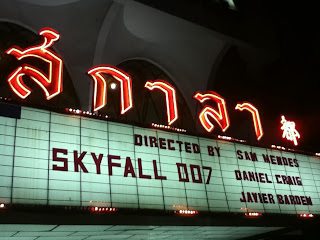 สกาลา
DIRECTED BY SAM MENDES
SKYFALL 007 DANIEL CRAIG
JAVIER BARDEM